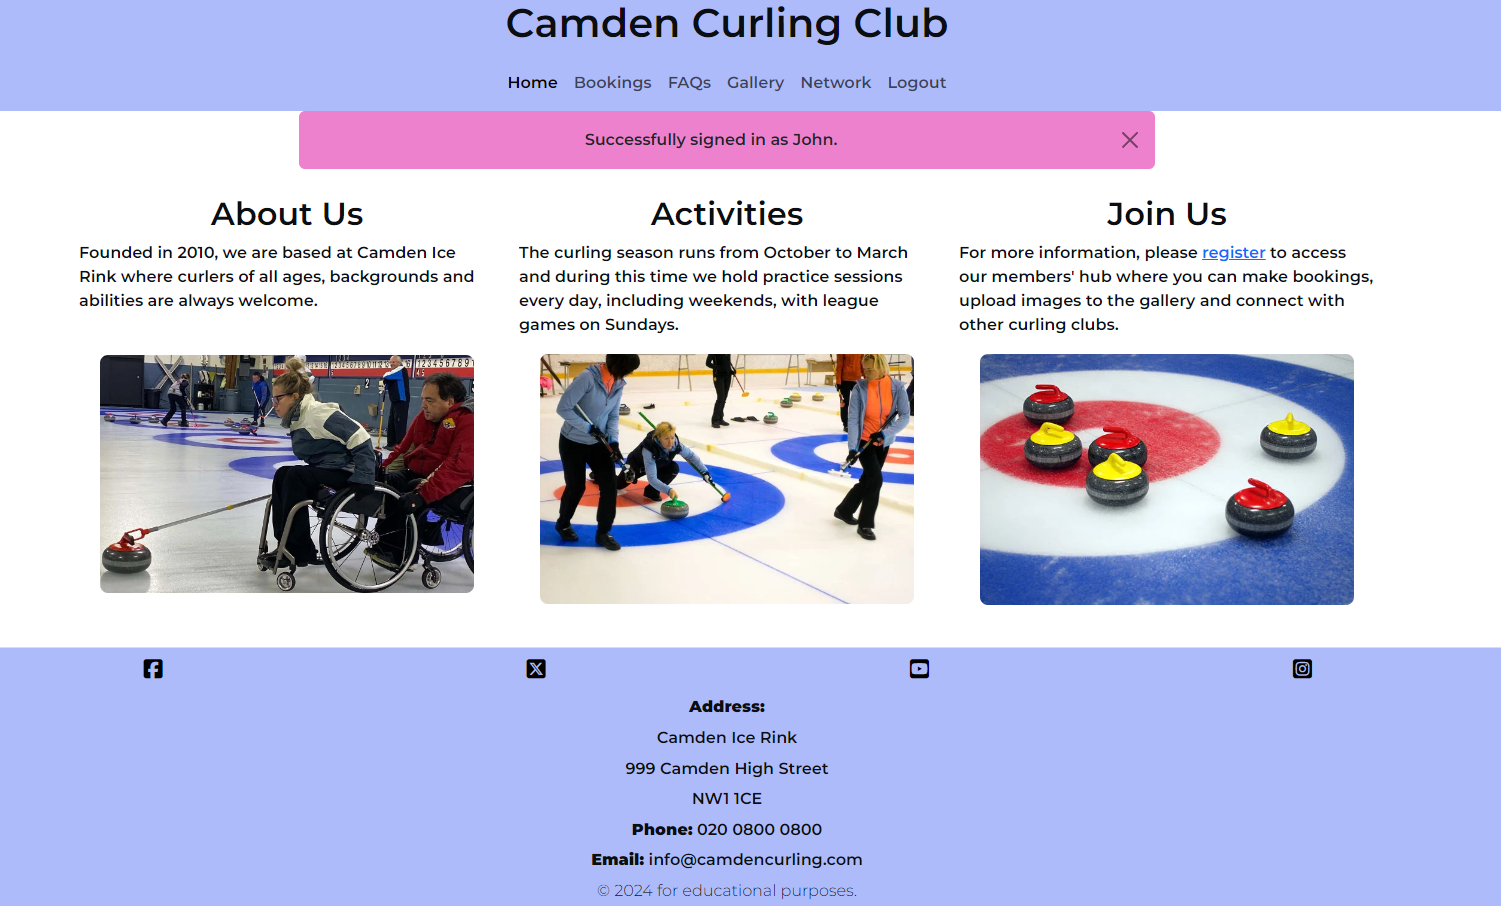 Camden Curling Club
Home Bookings FAQs Gallery Network Logout
Successfully signed in as John.
About Us
Founded in 2010, we are based at Camden Ice
Rink where curlers of all ages, backgrounds and
abilities are always welcome.
Activities
The curling season runs from October to March
and during this time we hold practice sessions
every day, including weekends, with league
games on Sundays.
Join Us
For more information, please register to access
our members' hub where you can make bookings,
upload images to the gallery and connect with
other curling clubs.
Address:
Camden Ice Rink
999 Camden High Street
NW1 1CE
Phone: 020 0800 0800
Email: info@camdencurling.com
© 2024 for educational purposes.